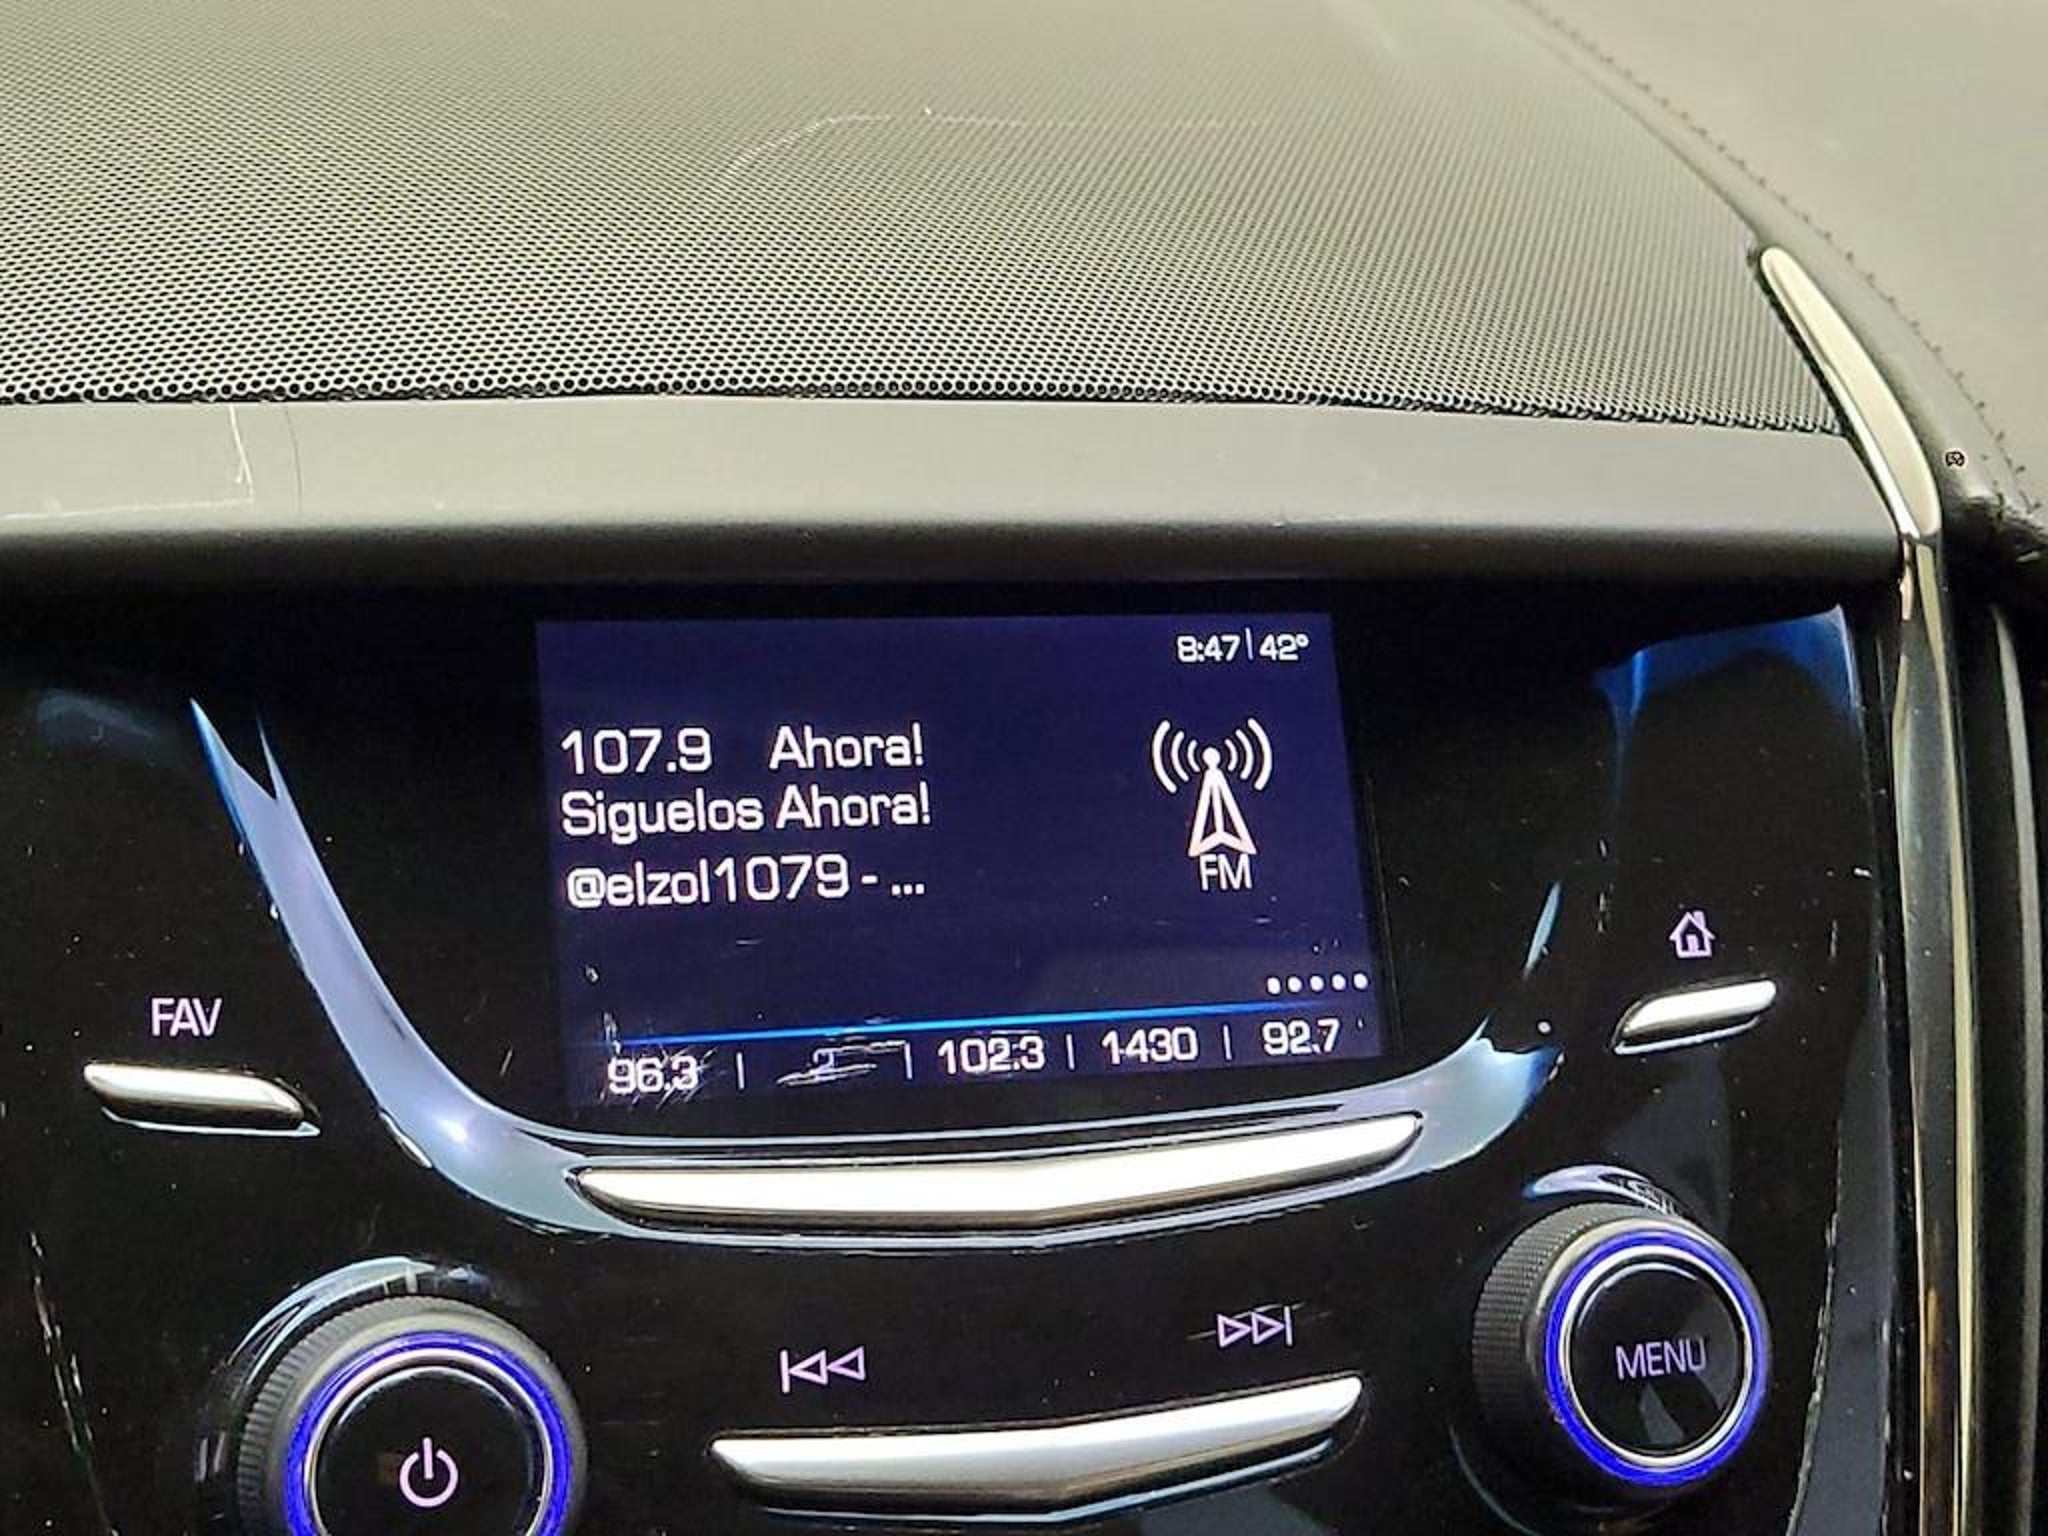 8:47 | 42°
107.9 Ahora!
Siguelos Ahora!
@elzol1079 - ...
FM
96.3 | 2 | 102.3 | 1430 | 92.7
FAV
MENU